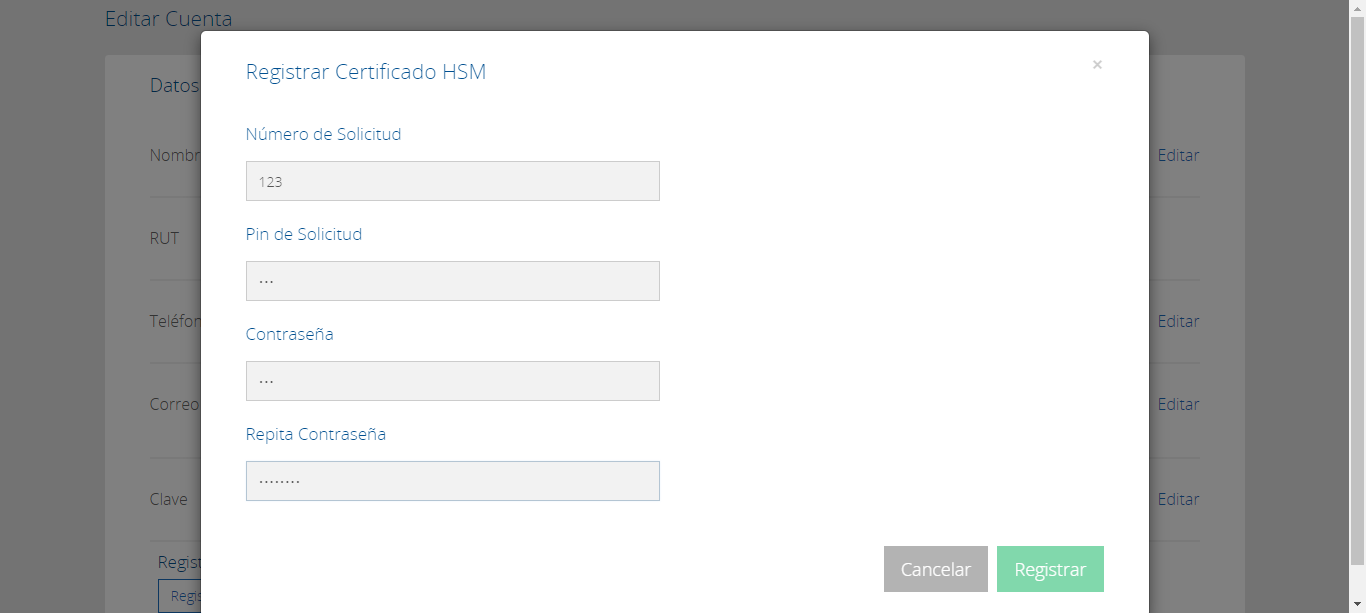 Editar Cuenta
Registrar Certificado HSM
×
Datos
Número de Solicitud
Nombr
Editar
123
Pin de Solicitud
RUT
...
Teléfon
Editar
Contraseña
...
Correo
Editar
Repita Contraseña
........
Clave
Editar
Regist
Cancelar
Registrar
Regis